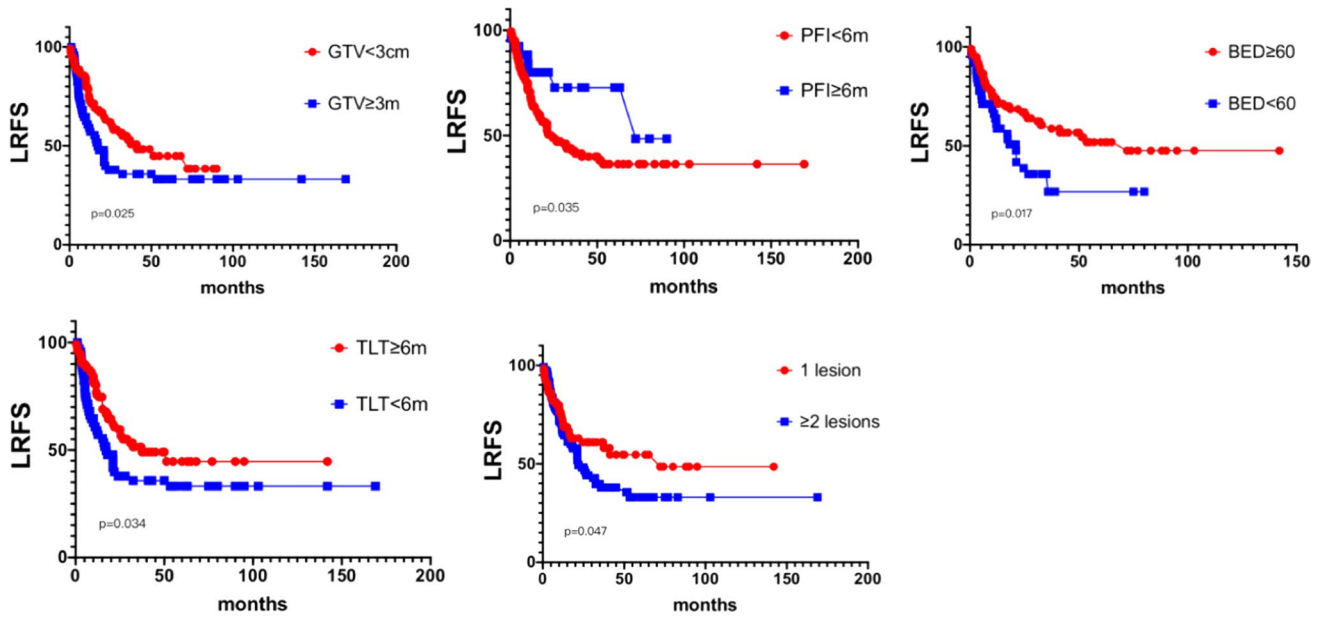 LRFS
100
50
0
GTV<3cm
GTV≥3m
p=0.025
0 50 100 150 200
months
LRFS
100
50
0
PFI<6m
PFI≥6m
p=0.035
0 50 100 150 200
months
LRFS
100
50
0
BED≥60
BED<60
p=0.017
0 50 100 150
months
LRFS
100
50
0
TLT≥6m
TLT<6m
p=0.034
0 50 100 150 200
months
LRFS
100
50
0
1 lesion
≥2 lesions
p=0.047
0 50 100 150 200
months